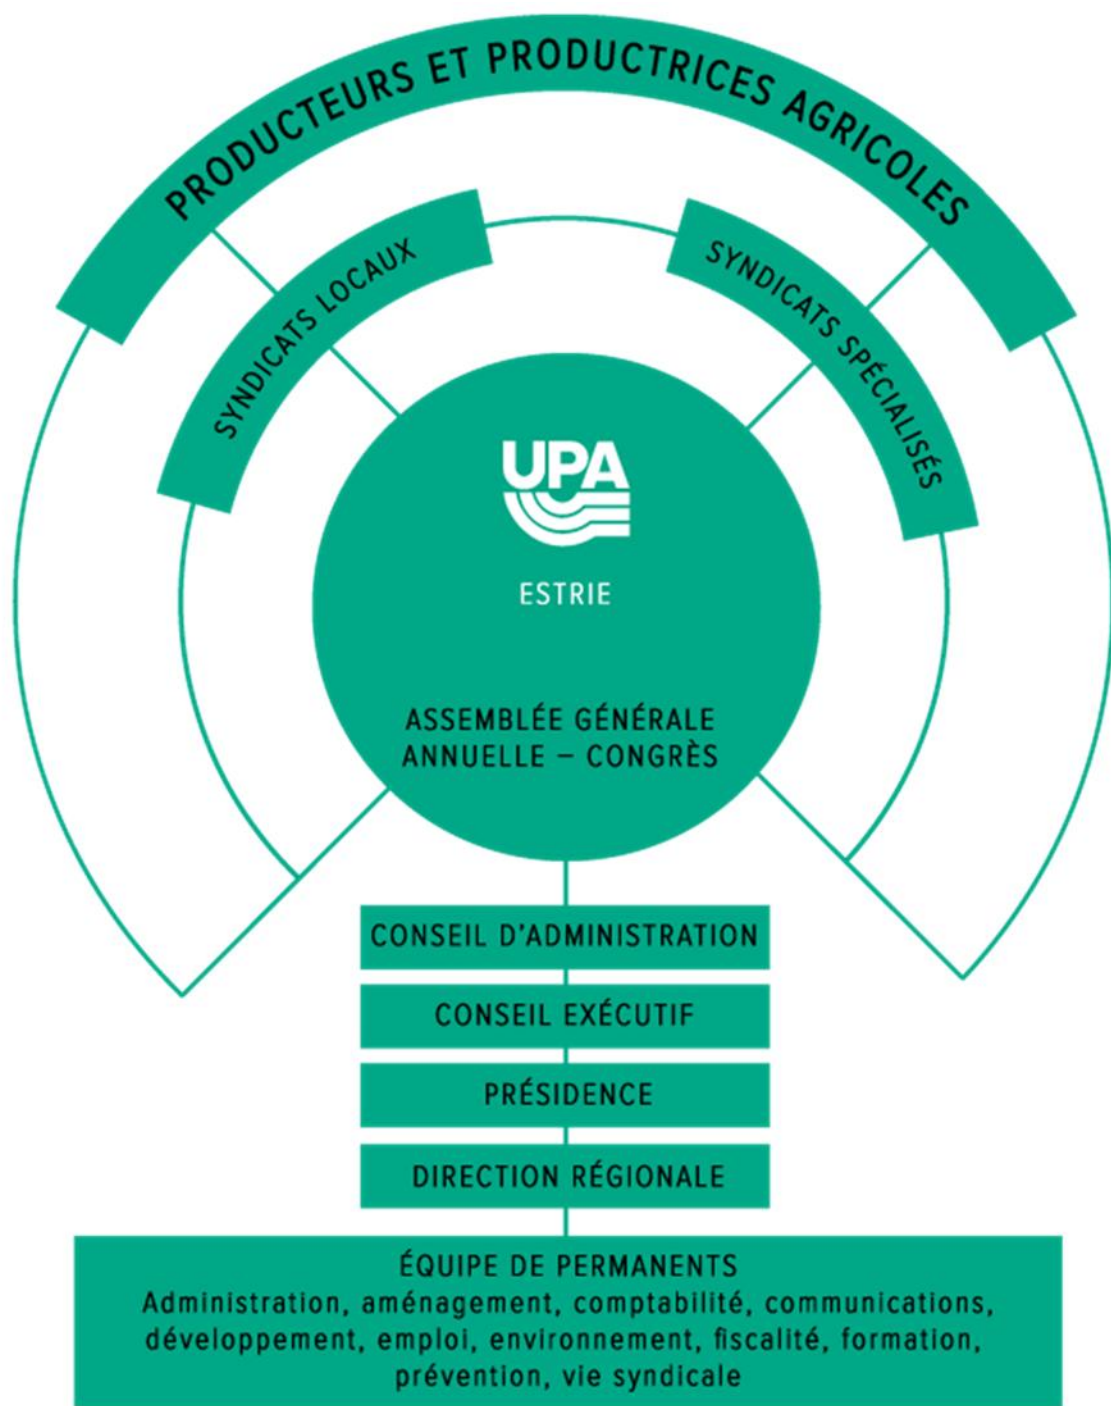 PRODUCTEURS ET PRODUCTRICES AGRICOLES
SYNDICATS LOCAUX
SYNDICATS SPÉCIALISÉS
UPA
ESTRIE
ASSEMBLÉE GÉNÉRALE
ANNUELLE – CONGRÈS
CONSEIL D'ADMINISTRATION
CONSEIL EXÉCUTIF
PRÉSIDENCE
DIRECTION RÉGIONALE
ÉQUIPE DE PERMANENTS
Administration, aménagement, comptabilité, communications,
développement, emploi, environnement, fiscalité, formation,
prévention, vie syndicale